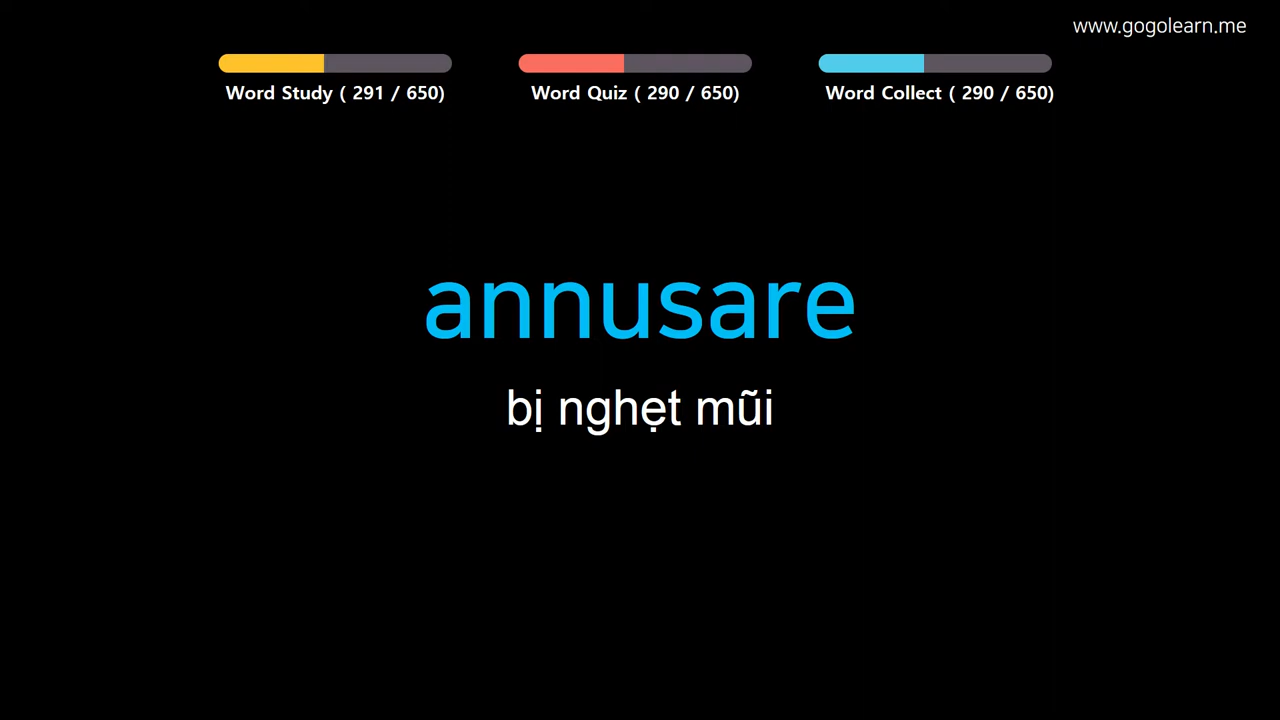 www.gogolearn.me
Word Study ( 291 / 650)
Word Quiz ( 290 / 650)
Word Collect ( 290 / 650)
annusare
bị nghẹt mũi